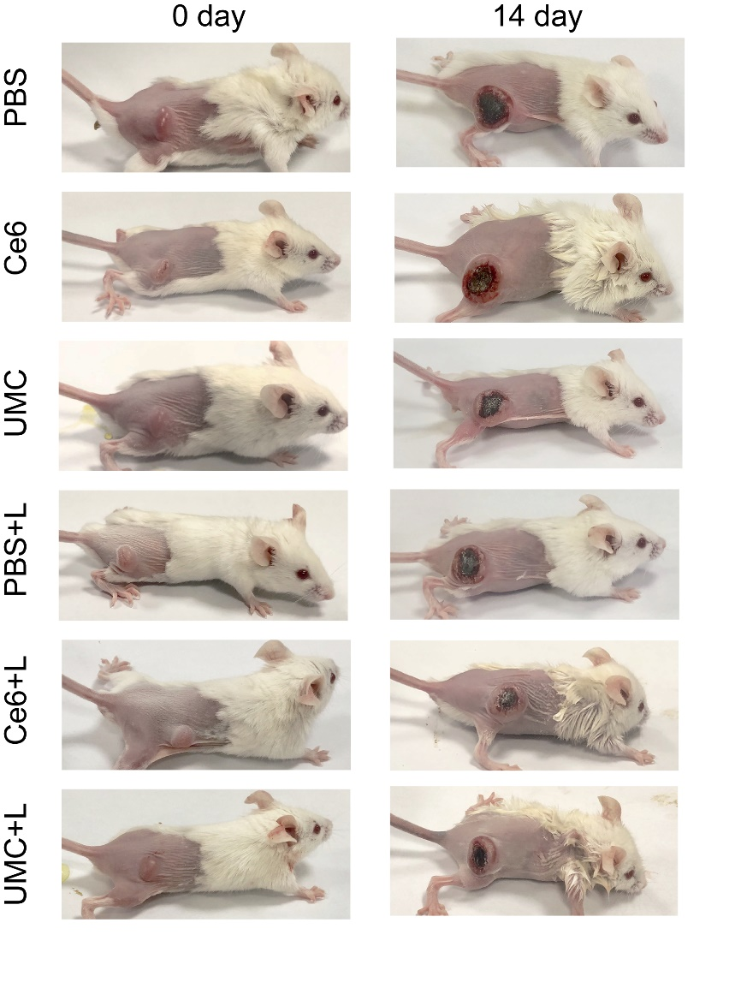 0 day 14 day
PBS
Ce6
UMC
PBS+L
Ce6+L
UMC+L